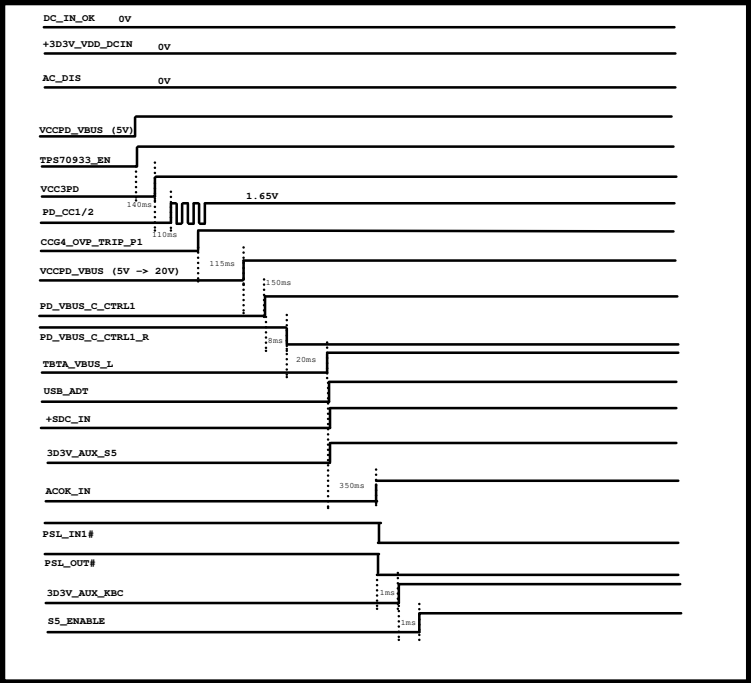 DC_IN_OK 0V
+3D3V_VDD_DCIN 0V
AC_DIS 0V
VCCPD_VBUS (5V)
TPS70933_EN
VCC3PD
140ms
1.65V
PD_CC1/2
110ms
CCG4_OVP_TRIP_P1
115ms
VCCPD_VBUS (5V -> 20V)
150ms
PD_VBUS_C_CTRL1
PD_VBUS_C_CTRL1_R
8ms
20ms
TBTA_VBUS_L
USB_ADT
+SDC_IN
3D3V_AUX_S5
350ms
ACOK_IN
PSL_IN1#
PSL_OUT#
3D3V_AUX_KBC 1ms
S5_ENABLE 1ms